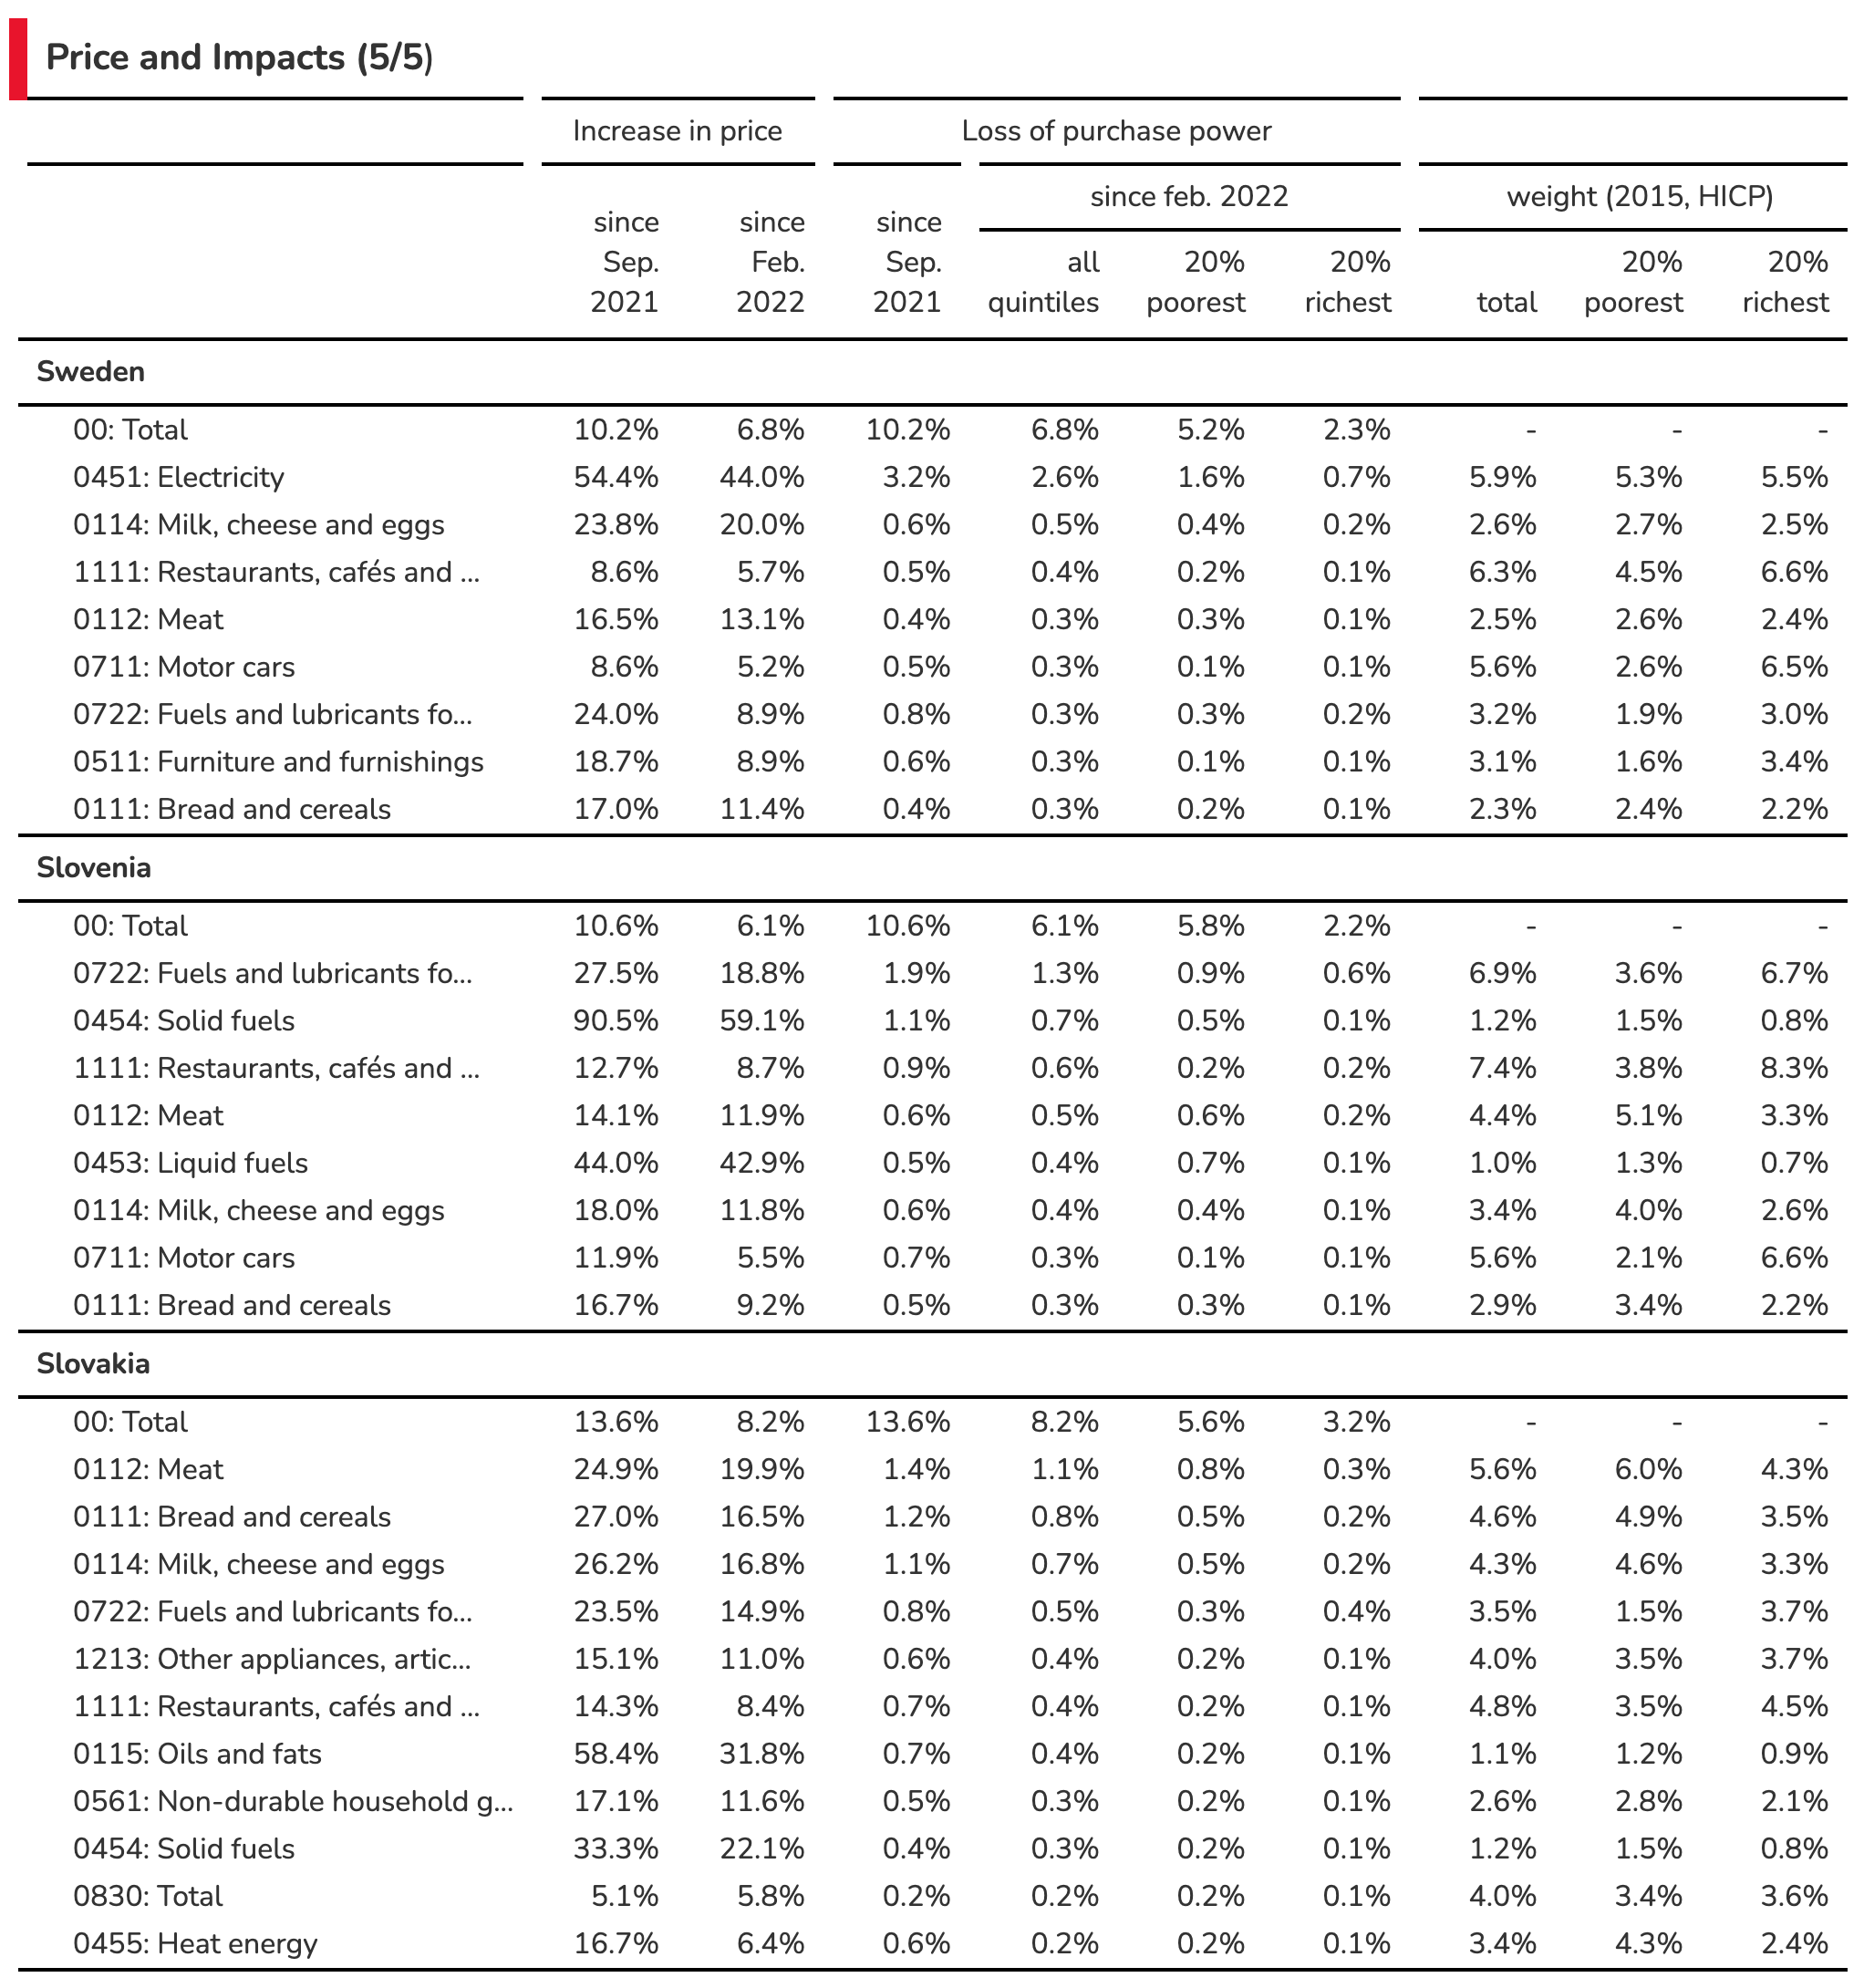 Price and Impacts (5/5)
Increase in price Loss of purchase power
since feb. 2022 weight (2015, HICP)
since since since
Sep. Feb. Sep. all 20% 20% 20% 20%
2021 2022 2021 quintiles poorest richest total poorest richest
Sweden
00: Total 10.2% 6.8% 10.2% 6.8% 5.2% 2.3% - - -
0451: Electricity 54.4% 44.0% 3.2% 2.6% 1.6% 0.7% 5.9% 5.3% 5.5%
0114: Milk, cheese and eggs 23.8% 20.0% 0.6% 0.5% 0.4% 0.2% 2.6% 2.7% 2.5%
1111: Restaurants, cafés and ... 8.6% 5.7% 0.5% 0.4% 0.2% 0.1% 6.3% 4.5% 6.6%
0112: Meat 16.5% 13.1% 0.4% 0.3% 0.3% 0.1% 2.5% 2.6% 2.4%
0711: Motor cars 8.6% 5.2% 0.5% 0.3% 0.1% 0.1% 5.6% 2.6% 6.5%
0722: Fuels and lubricants fo... 24.0% 8.9% 0.8% 0.3% 0.3% 0.2% 3.2% 1.9% 3.0%
0511: Furniture and furnishings 18.7% 8.9% 0.6% 0.3% 0.1% 0.1% 3.1% 1.6% 3.4%
0111: Bread and cereals 17.0% 11.4% 0.4% 0.3% 0.2% 0.1% 2.3% 2.4% 2.2%
Slovenia
00: Total 10.6% 6.1% 10.6% 6.1% 5.8% 2.2% - - -
0722: Fuels and lubricants fo... 27.5% 18.8% 1.9% 1.3% 0.9% 0.6% 6.9% 3.6% 6.7%
0454: Solid fuels 90.5% 59.1% 1.1% 0.7% 0.5% 0.1% 1.2% 1.5% 0.8%
1111: Restaurants, cafés and ... 12.7% 8.7% 0.9% 0.6% 0.2% 0.2% 7.4% 3.8% 8.3%
0112: Meat 14.1% 11.9% 0.6% 0.5% 0.6% 0.2% 4.4% 5.1% 3.3%
0453: Liquid fuels 44.0% 42.9% 0.5% 0.4% 0.7% 0.1% 1.0% 1.3% 0.7%
0114: Milk, cheese and eggs 18.0% 11.8% 0.6% 0.4% 0.4% 0.1% 3.4% 4.0% 2.6%
0711: Motor cars 11.9% 5.5% 0.7% 0.3% 0.1% 0.1% 5.6% 2.1% 6.6%
0111: Bread and cereals 16.7% 9.2% 0.5% 0.3% 0.3% 0.1% 2.9% 3.4% 2.2%
Slovakia
00: Total 13.6% 8.2% 13.6% 8.2% 5.6% 3.2% - - -
0112: Meat 24.9% 19.9% 1.4% 1.1% 0.8% 0.3% 5.6% 6.0% 4.3%
0111: Bread and cereals 27.0% 16.5% 1.2% 0.8% 0.5% 0.2% 4.6% 4.9% 3.5%
0114: Milk, cheese and eggs 26.2% 16.8% 1.1% 0.7% 0.5% 0.2% 4.3% 4.6% 3.3%
0722: Fuels and lubricants fo... 23.5% 14.9% 0.8% 0.5% 0.3% 0.4% 3.5% 1.5% 3.7%
1213: Other appliances, artic... 15.1% 11.0% 0.6% 0.4% 0.2% 0.1% 4.0% 3.5% 3.7%
1111: Restaurants, cafés and ... 14.3% 8.4% 0.7% 0.4% 0.2% 0.1% 4.8% 3.5% 4.5%
0115: Oils and fats 58.4% 31.8% 0.7% 0.4% 0.2% 0.1% 1.1% 1.2% 0.9%
0561: Non-durable household g... 17.1% 11.6% 0.5% 0.3% 0.2% 0.1% 2.6% 2.8% 2.1%
0454: Solid fuels 33.3% 22.1% 0.4% 0.3% 0.2% 0.1% 1.2% 1.5% 0.8%
0830: Total 5.1% 5.8% 0.2% 0.2% 0.2% 0.1% 4.0% 3.4% 3.6%
0455: Heat energy 16.7% 6.4% 0.6% 0.2% 0.2% 0.1% 3.4% 4.3% 2.4%